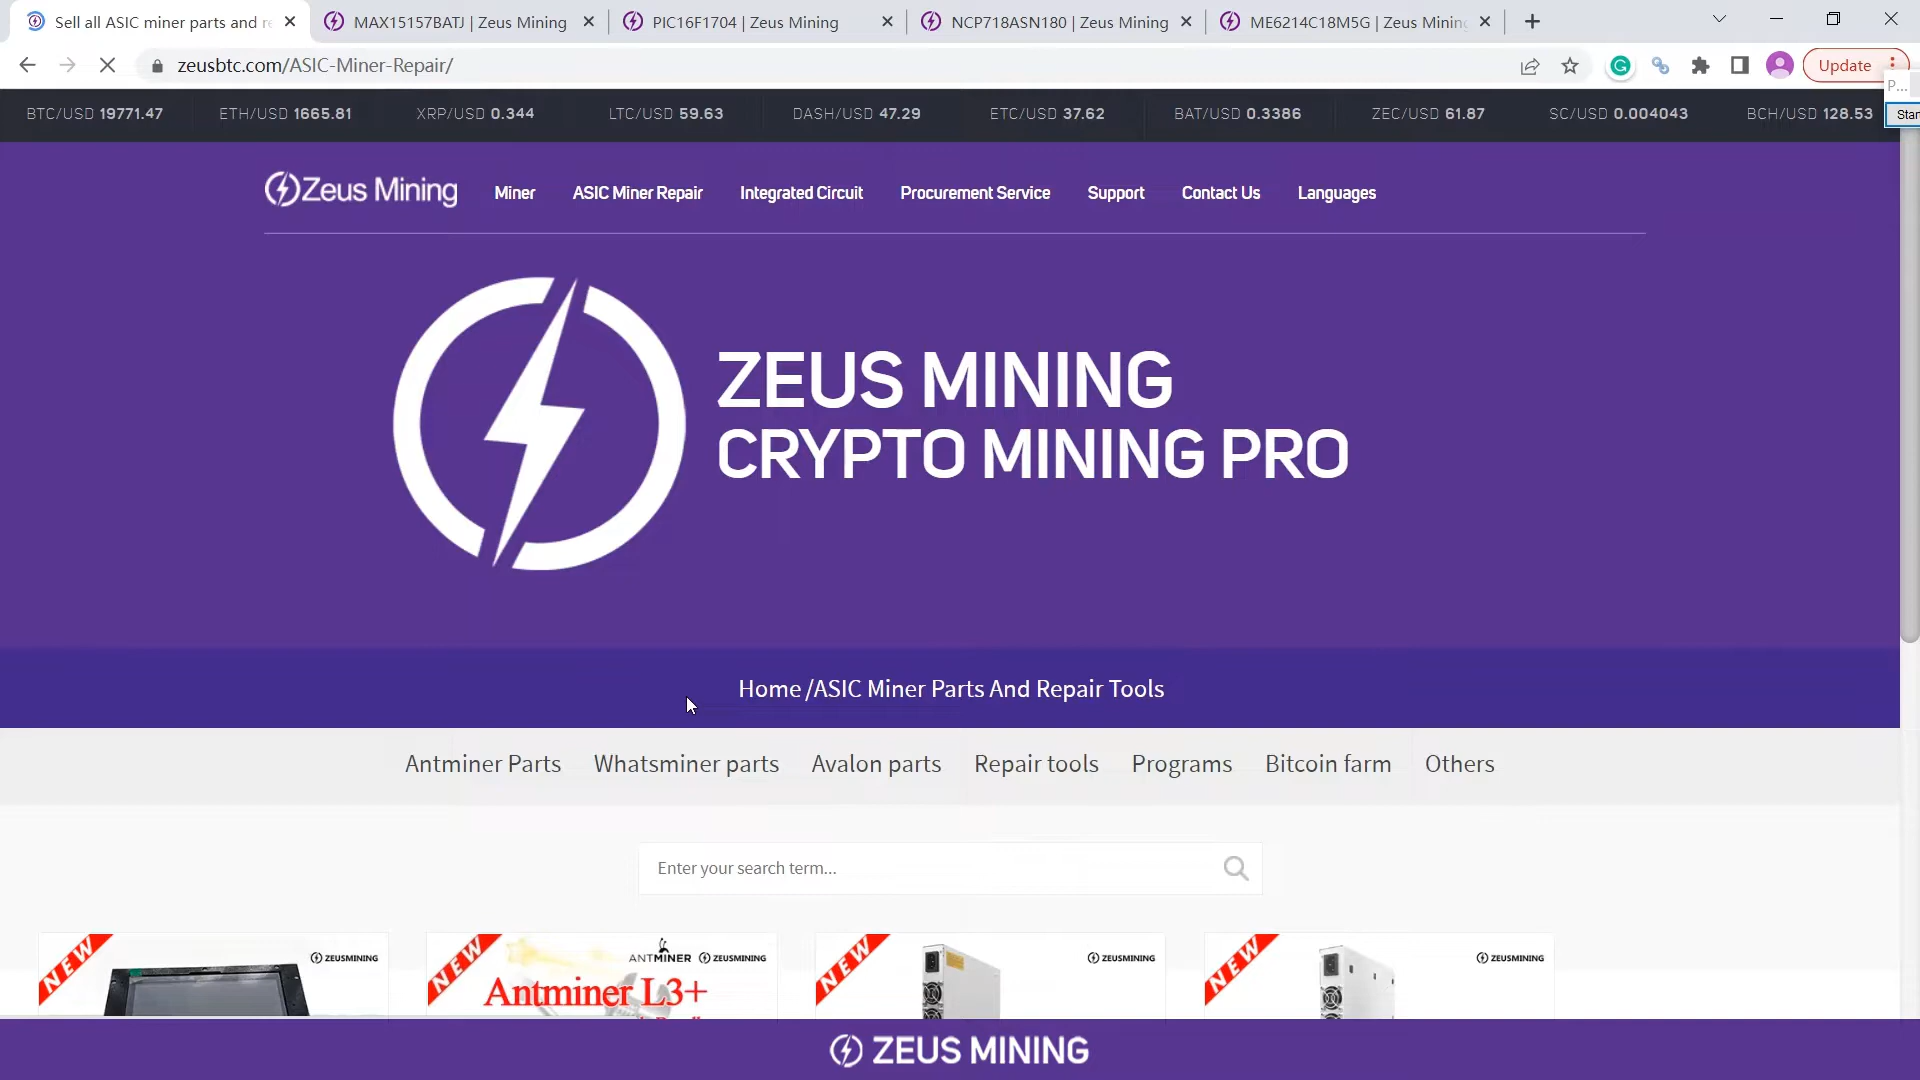 Sell all ASIC miner parts and re
MAX15157BATJ | Zeus Mining
PIC16F1704 | Zeus Mining
NCP718ASN180 | Zeus Mining
ME6214C18M5G | Zeus Mining
zeusbtc.com/ASIC-Miner-Repair/
Update
P...
Star
BTC/USD 19771.47
ETH/USD 1665.81
XRP/USD 0.344
LTC/USD 59.63
DASH/USD 47.29
ETC/USD 37.62
BAT/USD 0.3386
ZEC/USD 61.87
SC/USD 0.004043
BCH/USD 128.53
Zeus Mining
Miner
ASIC Miner Repair
Integrated Circuit
Procurement Service
Support
Contact Us
Languages
ZEUS MINING
CRYPTO MINING PRO
Home /ASIC Miner Parts And Repair Tools
Antminer Parts
Whatsminer parts
Avalon parts
Repair tools
Programs
Bitcoin farm
Others
Enter your search term...
NEW
ZEUSMINING
NEW
ANTMINER
ZEUSMINING
Antminer L3+
NEW
ZEUSMINING
NEW
ZEUSMINING
ZEUS MINING